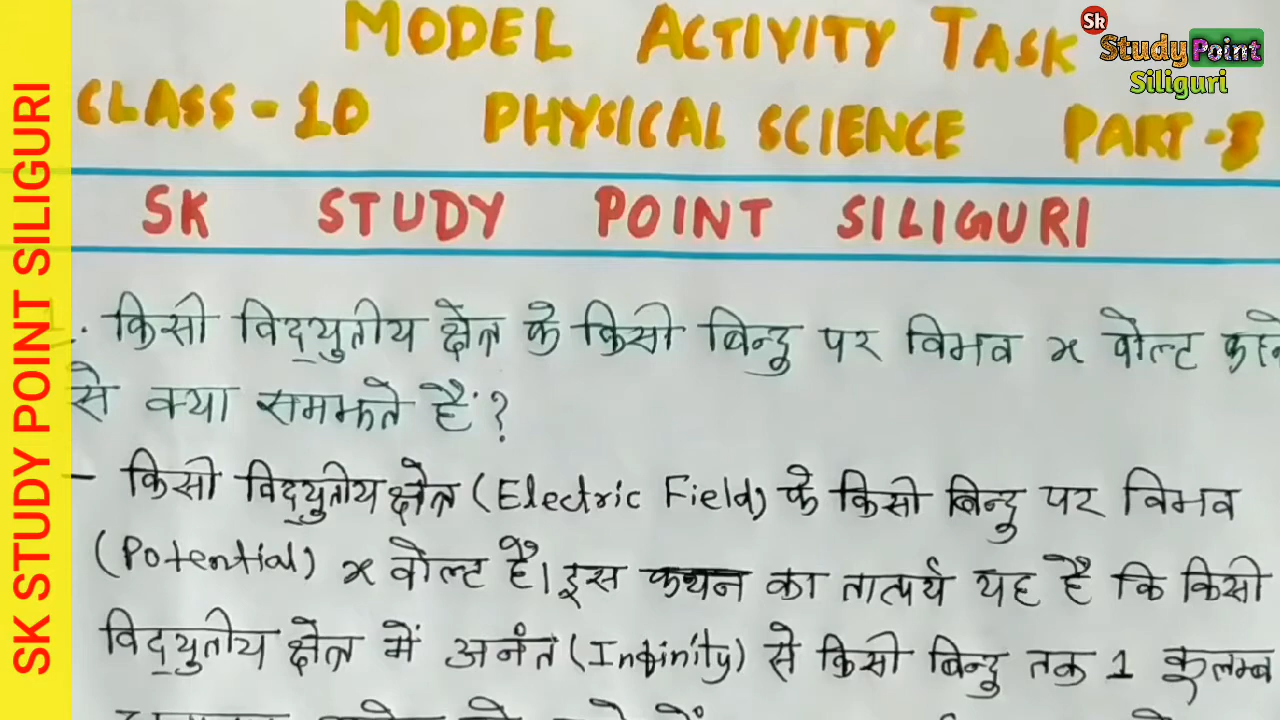 MODEL ACTIVITY TASK
Sk
Study Point
Siliguri
CLASS-10 PHYSICAL SCIENCE PART-3
SK STUDY POINT SILIGURI
SK STUDY POINT SILIGURI
1. किसी विद्युतीय क्षेत्र के किसी बिन्दु पर विभव x वोल्ट
से क्या समझते हैं?
- किसी विद्युतीय क्षेत्र (Electric Field) के किसी बिन्दु पर विभव
(Potential) x वोल्ट है। इस कथन का तात्पर्य यह है कि किसी
विद्युतीय क्षेत्र में अनंत (Infinity) से किसी बिन्दु तक 1 कुलम्ब